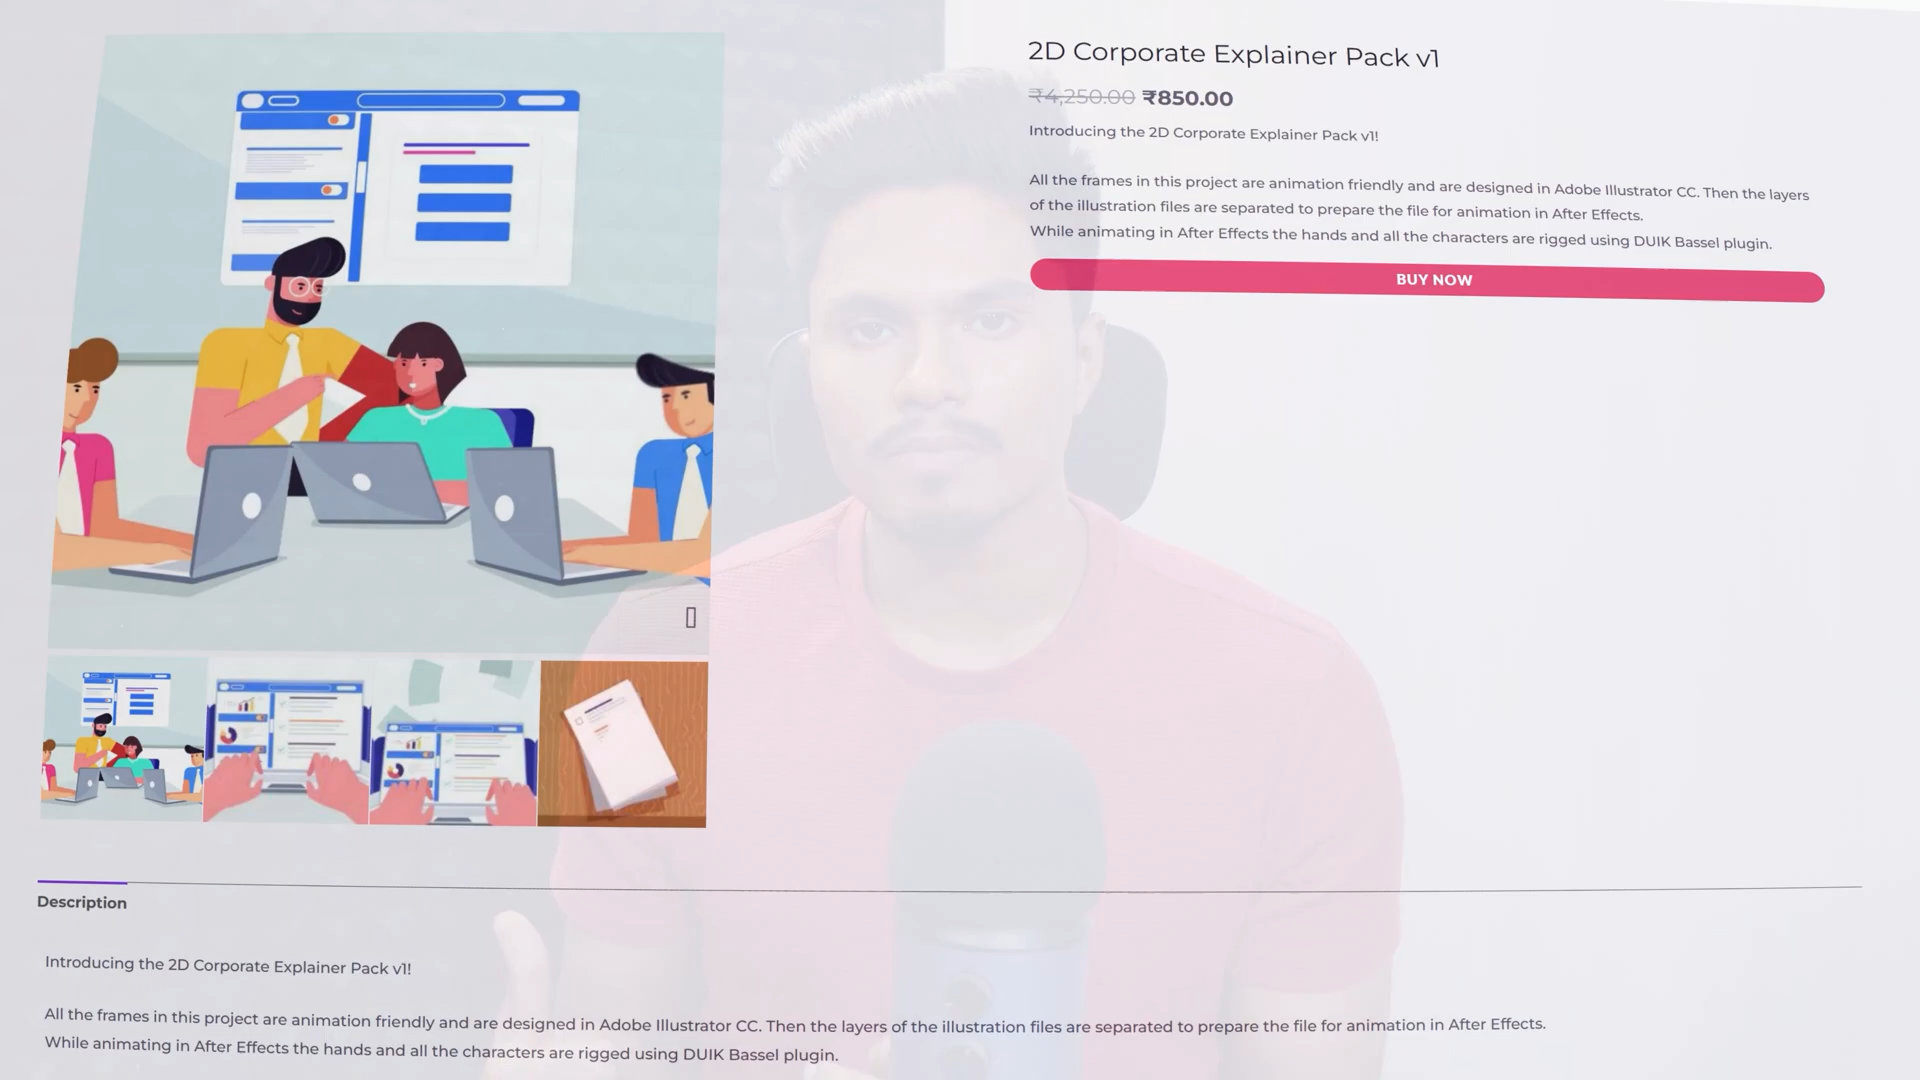 2D Corporate Explainer Pack v1
₹4,250.00 ₹850.00
Introducing the 2D Corporate Explainer Pack v1!
All the frames in this project are animation friendly and are designed in Adobe Illustrator CC. Then the layers
of the illustration files are separated to prepare the file for animation in After Effects.
While animating in After Effects the hands and all the characters are rigged using DUIK Bassel plugin.
BUY NOW
Description
Introducing the 2D Corporate Explainer Pack v1!
All the frames in this project are animation friendly and are designed in Adobe Illustrator CC. Then the layers of the illustration files are separated to prepare the file for animation in After Effects.
While animating in After Effects the hands and all the characters are rigged using DUIK Bassel plugin.